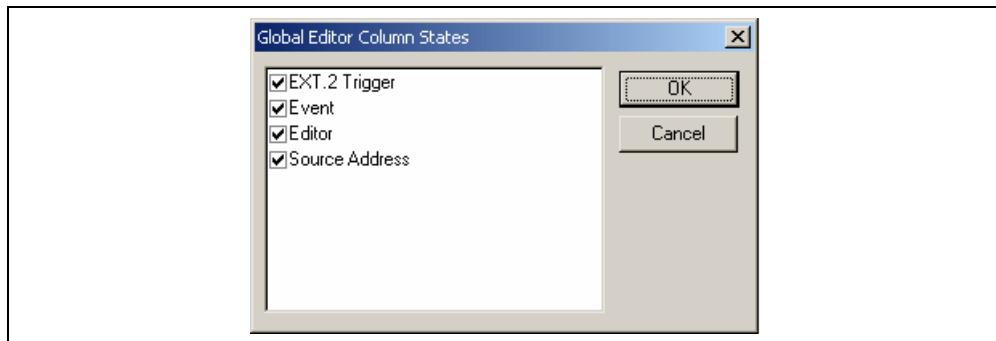 Global Editor Column States
EXT.2 Trigger
Event
Editor
Source Address
OK
Cancel